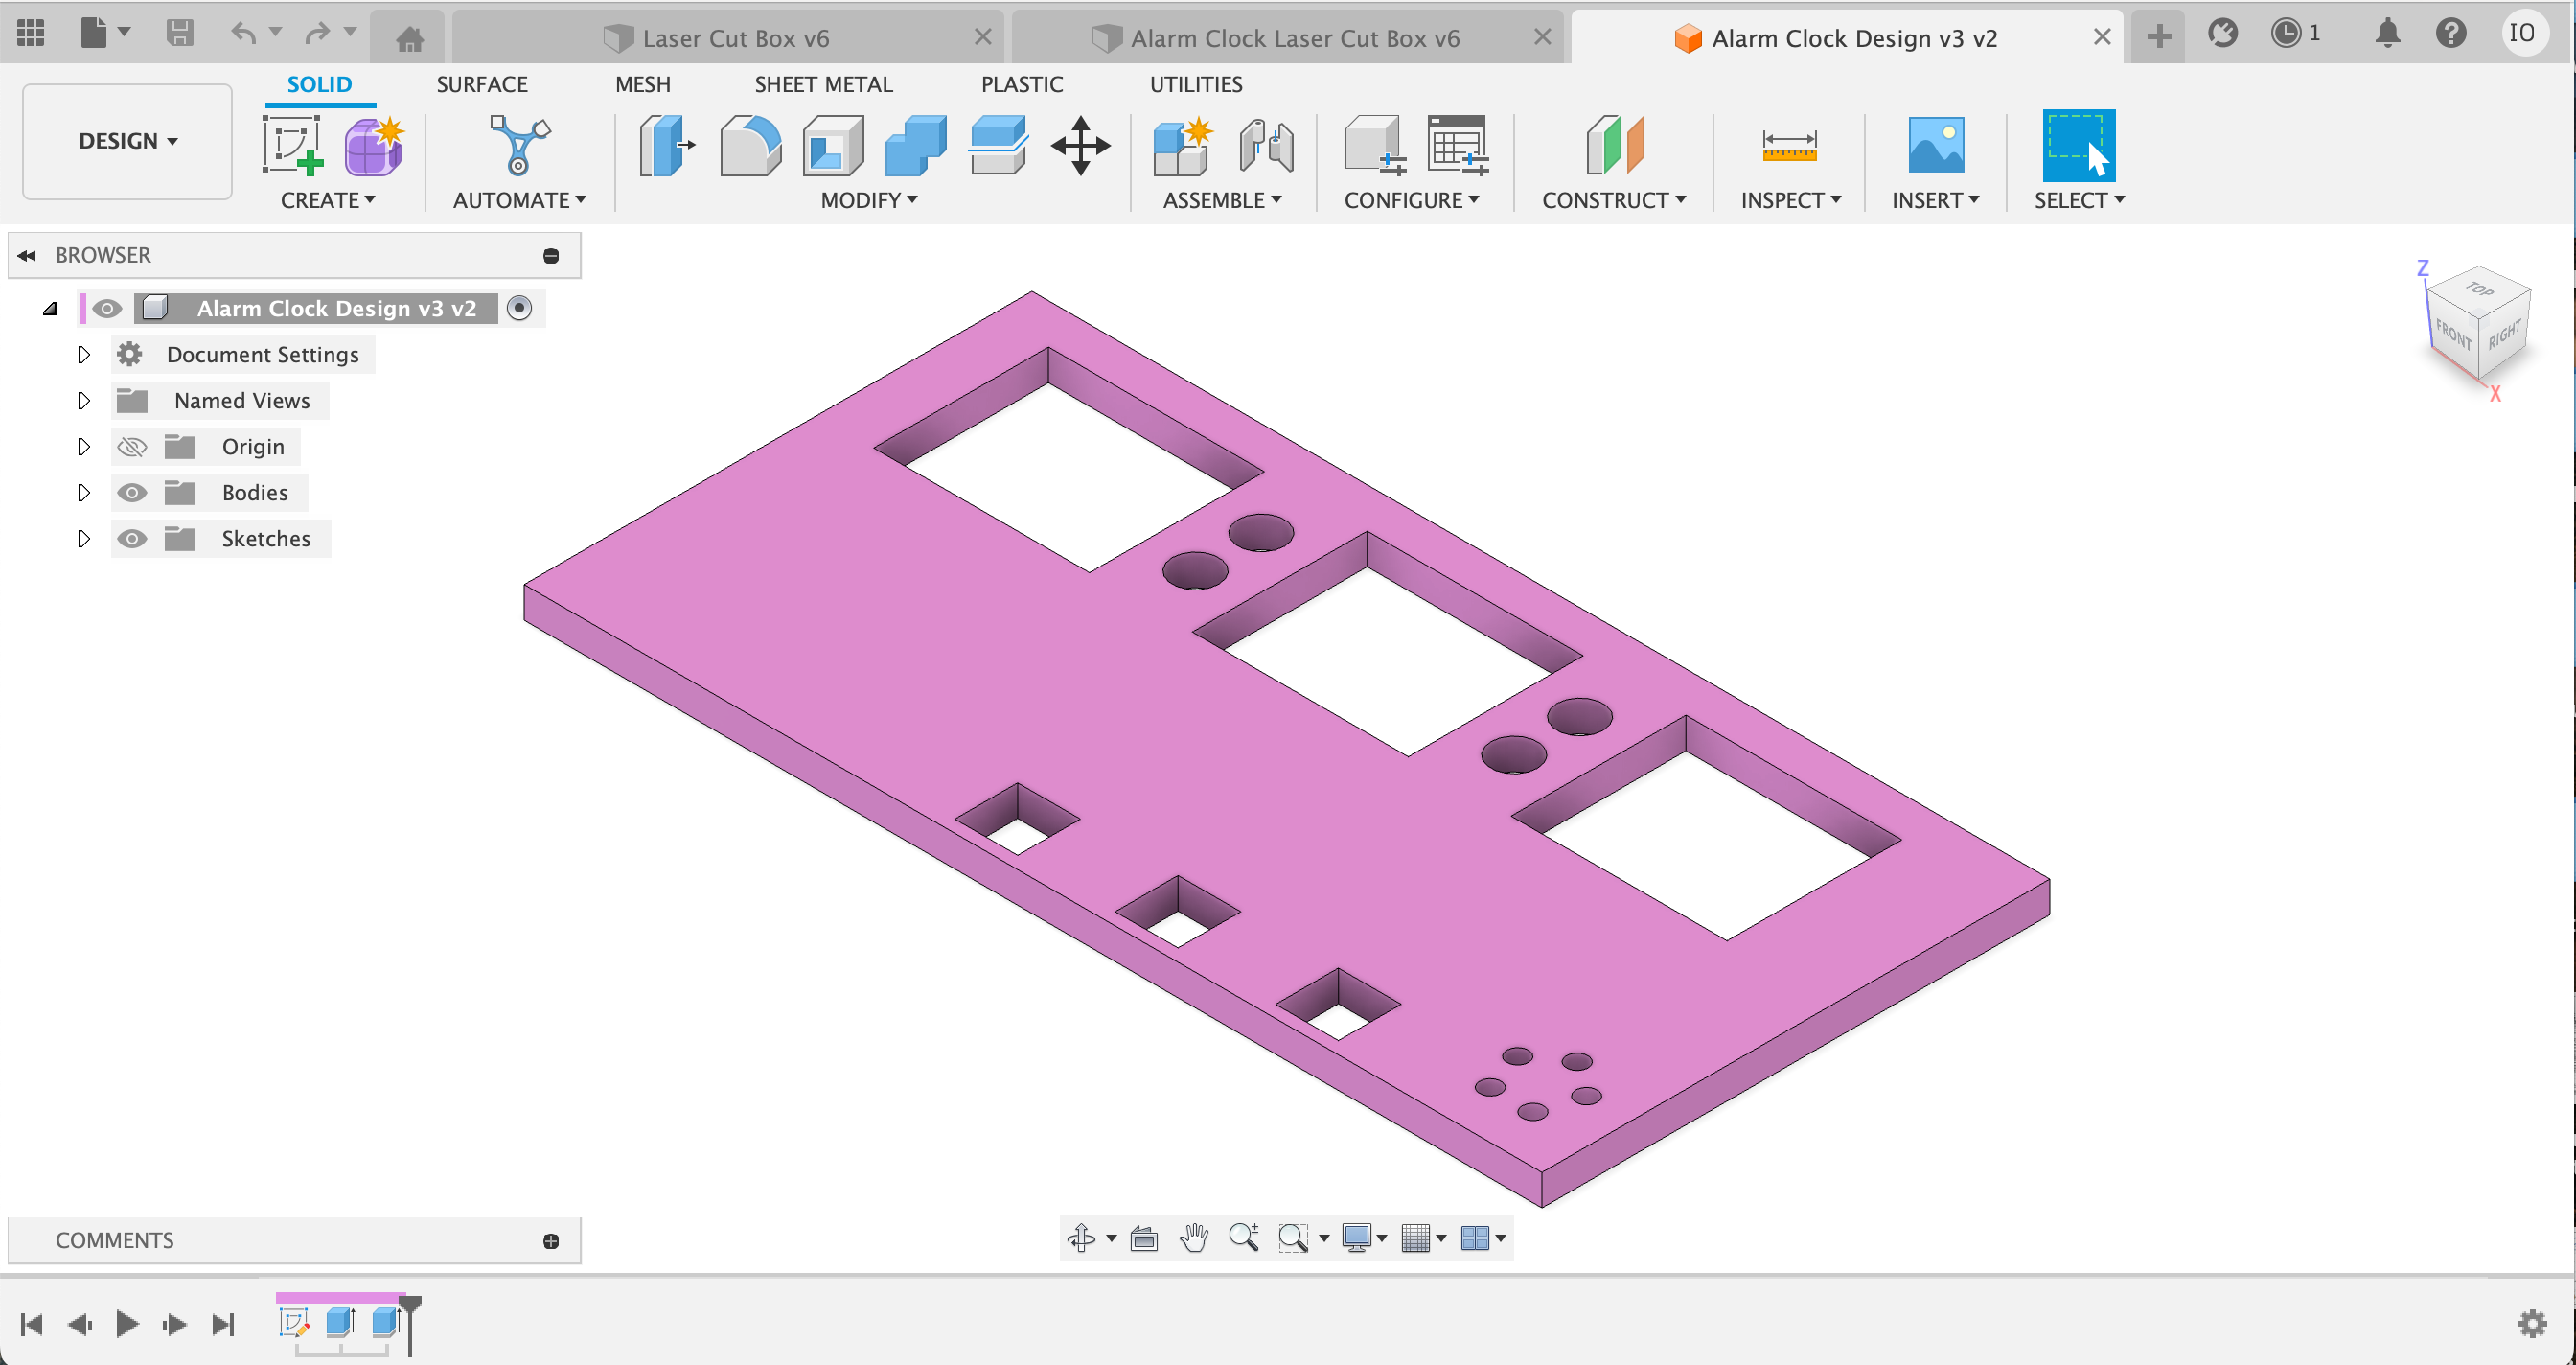 Laser Cut Box v6
Alarm Clock Laser Cut Box v6
Alarm Clock Design v3 v2
1
IO
SOLID
SURFACE
MESH
SHEET METAL
PLASTIC
UTILITIES
DESIGN
CREATE
AUTOMATE
MODIFY
ASSEMBLE
CONFIGURE
CONSTRUCT
INSPECT
INSERT
SELECT
BROWSER
Alarm Clock Design v3 v2
Document Settings
Named Views
Origin
Bodies
Sketches
Z
TOP
FRONT
RIGHT
X
COMMENTS